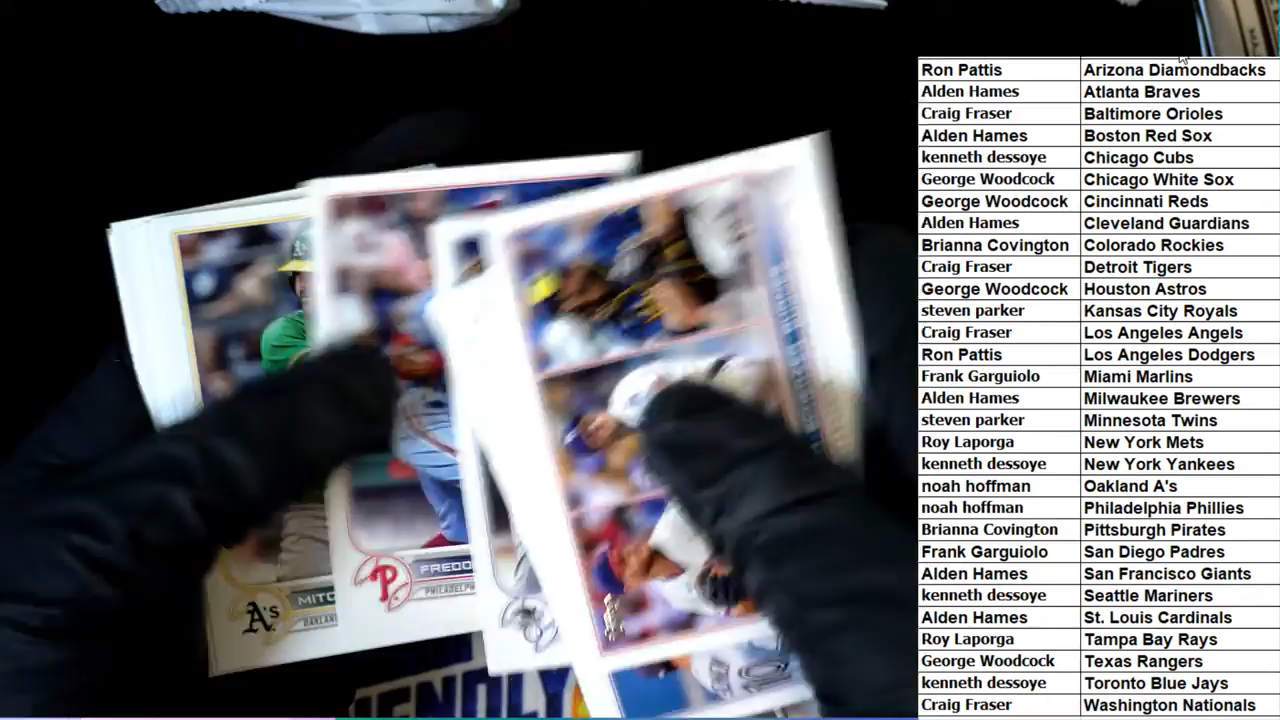 Ron Pattis Arizona Diamondbacks
Alden Hames Atlanta Braves
Craig Fraser Baltimore Orioles
Alden Hames Boston Red Sox
kenneth dessoye Chicago Cubs
George Woodcock Chicago White Sox
George Woodcock Cincinnati Reds
Alden Hames Cleveland Guardians
Brianna Covington Colorado Rockies
Craig Fraser Detroit Tigers
George Woodcock Houston Astros
steven parker Kansas City Royals
Craig Fraser Los Angeles Angels
Ron Pattis Los Angeles Dodgers
Frank Garguiolo Miami Marlins
Alden Hames Milwaukee Brewers
steven parker Minnesota Twins
Roy Laporga New York Mets
kenneth dessoye New York Yankees
noah hoffman Oakland A's
noah hoffman Philadelphia Phillies
Brianna Covington Pittsburgh Pirates
Frank Garguiolo San Diego Padres
Alden Hames San Francisco Giants
kenneth dessoye Seattle Mariners
Alden Hames St. Louis Cardinals
Roy Laporga Tampa Bay Rays
George Woodcock Texas Rangers
kenneth dessoye Toronto Blue Jays
Craig Fraser Washington Nationals
A's MITC
OAKLAN
P FREDD
PHILADELPH
ENDLY